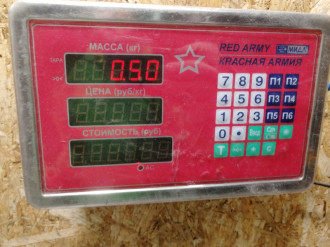 МАССА (кг)
0.50
ЦЕНА (руб/кг)
СТОИМОСТЬ (руб)
RED ARMY МИДЛ
КРАСНАЯ АРМИЯ
7 8 9 П1 П2
4 5 6 П3 П4
1 2 3 П5 П6
0
T